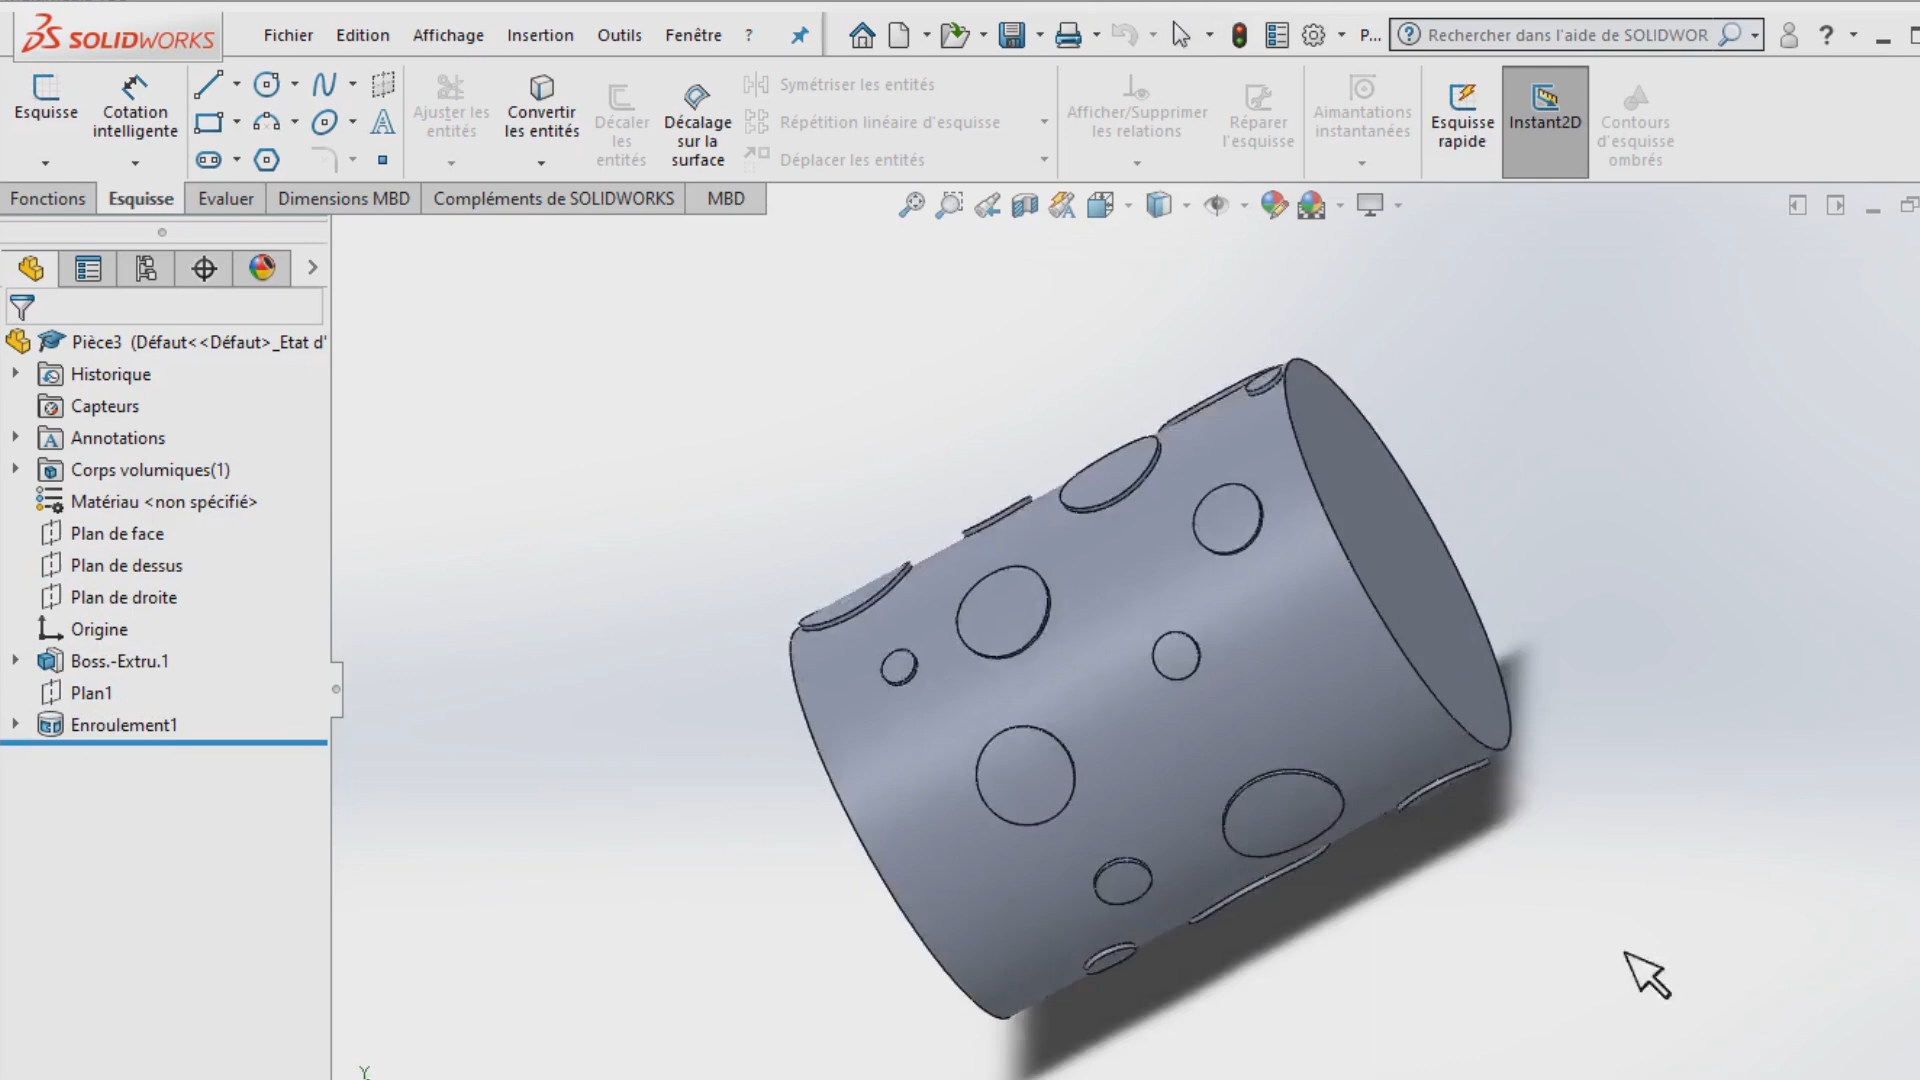 SOLIDWORKS
Fichier Edition Affichage Insertion Outils Fenêtre ?
P... Rechercher dans l'aide de SOLIDWOR ?
Esquisse
Cotation
intelligente
Ajuster les
entités
Convertir
les entités
Décaler
les
entités
Décalage
sur la
surface
Symétriser les entités
Répétition linéaire d'esquisse
Déplacer les entités
Afficher/Supprimer
les relations
Réparer
l'esquisse
Aimantations
instantanées
Esquisse
rapide
Instant2D
Contours
d'esquisse
ombrés
Fonctions Esquisse Evaluer Dimensions MBD Compléments de SOLIDWORKS MBD
Pièce3 (Défaut<<Défaut>_Etat d'
Historique
Capteurs
Annotations
Corps volumiques(1)
Matériau <non spécifié>
Plan de face
Plan de dessus
Plan de droite
Origine
Boss.-Extru.1
Plan1
Enroulement1
Y